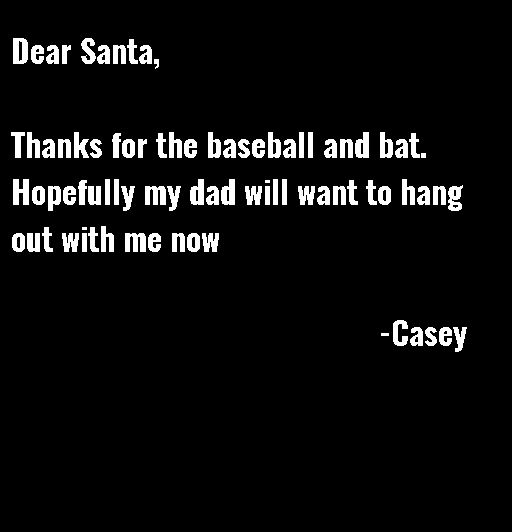 Dear Santa,
Thanks for the baseball and bat.
Hopefully my dad will want to hang
out with me now
-Casey